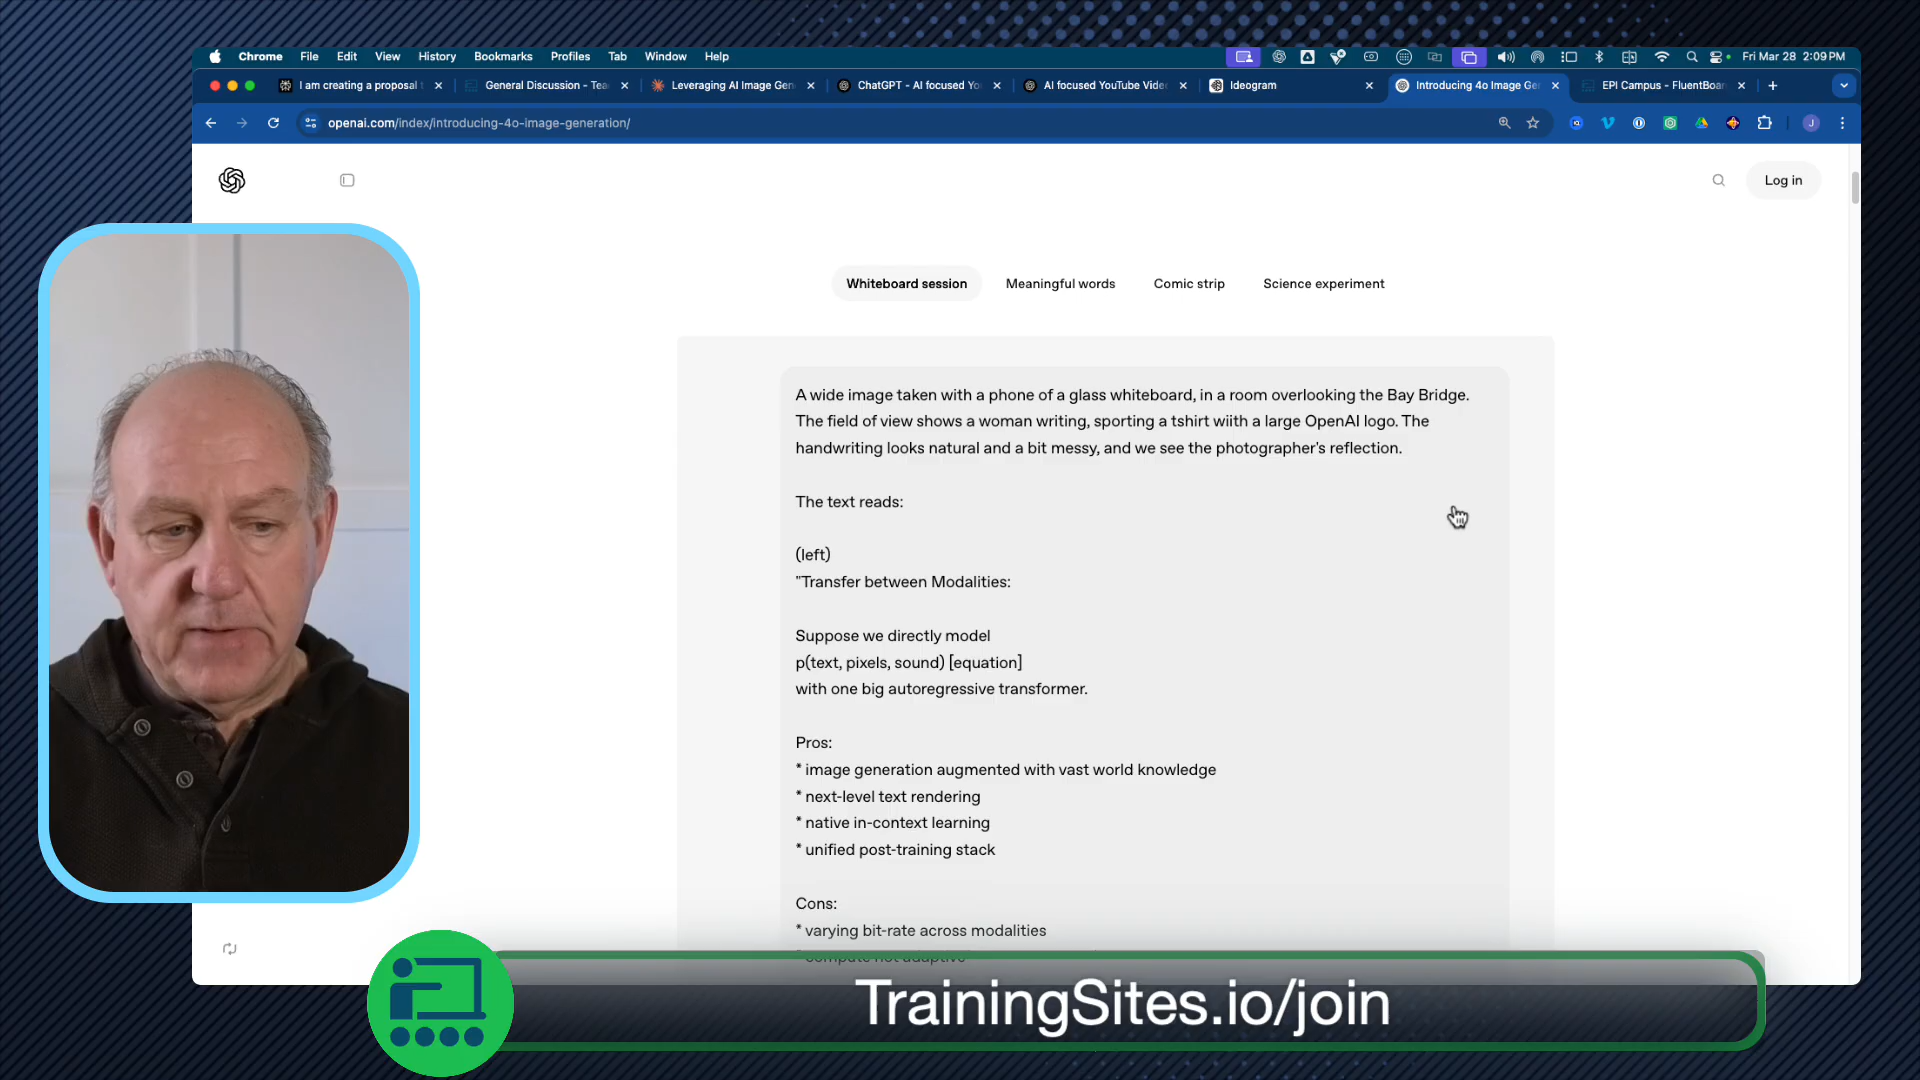 Chrome File Edit View History Bookmarks Profiles Tab Window Help Fri Mar 28 2:09 PM
I am creating a proposal t General Discussion - Tea Leveraging AI Image Gen ChatGPT - AI focused Yo AI focused YouTube Vide Ideogram Introducing 4o Image Ge EPI Campus - FluentBoar
openai.com/index/introducing-4o-image-generation/ J
Log in
Whiteboard session Meaningful words Comic strip Science experiment
A wide image taken with a phone of a glass whiteboard, in a room overlooking the Bay Bridge.
The field of view shows a woman writing, sporting a tshirt wiith a large OpenAI logo. The
handwriting looks natural and a bit messy, and we see the photographer's reflection.
The text reads:
(left)
"Transfer between Modalities:
Suppose we directly model
p(text, pixels, sound) [equation]
with one big autoregressive transformer.
Pros:
* image generation augmented with vast world knowledge
* next-level text rendering
* native in-context learning
* unified post-training stack
Cons:
* varying bit-rate across modalities
* compute not adaptive
TrainingSites.io/join